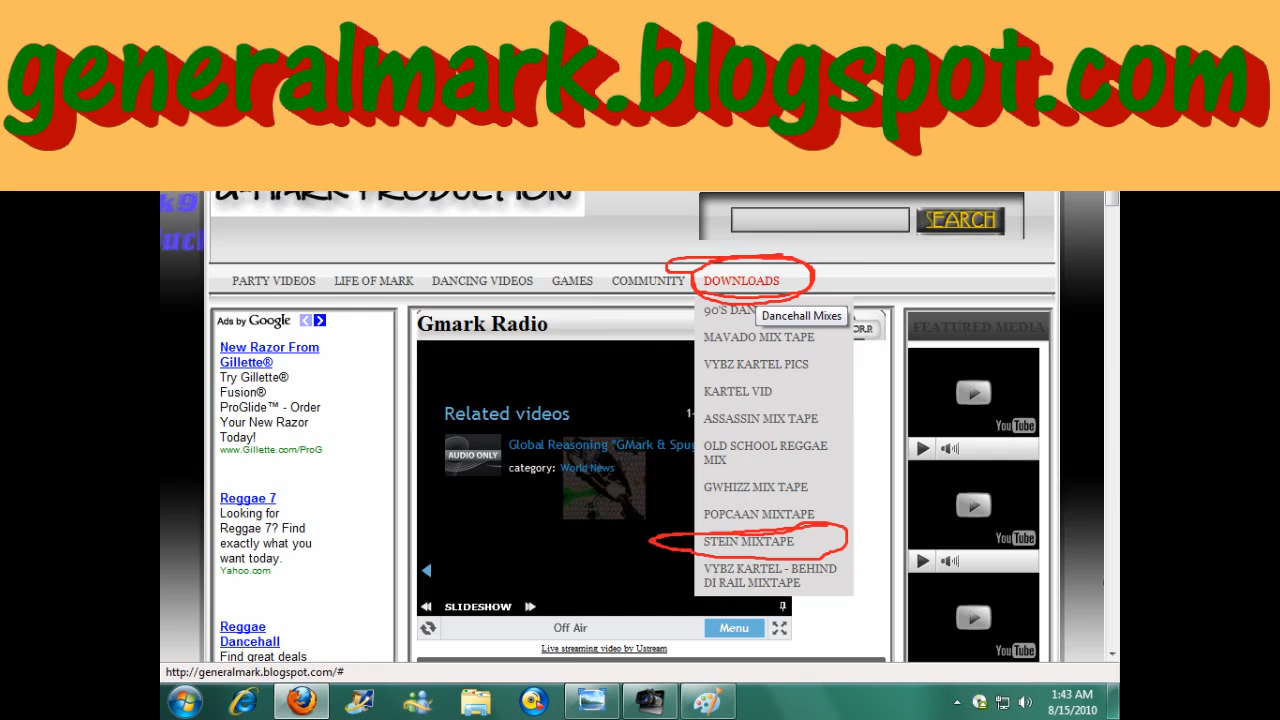 generalmark.blogspot.com
G-MARK PRODUCTION
SEARCH
PARTY VIDEOS LIFE OF MARK DANCING VIDEOS GAMES COMMUNITY DOWNLOADS
Ads by Google
New Razor From
Gillette®
Try Gillette®
Fusion®
ProGlide™ - Order
Your New Razor
Today!
www.Gillette.com/ProG
Reggae 7
Looking for
Reggae 7? Find
exactly what you
want today.
Yahoo.com
Reggae
Dancehall
Find great deals
Gmark Radio
Related videos
1-
AUDIO ONLY
Global Reasoning "GMark & Spug
category: World News
SLIDESHOW
Off Air
Menu
Live streaming video by Ustream
90'S DAN
Dancehall Mixes
MAVADO MIX TAPE
VYBZ KARTEL PICS
KARTEL VID
ASSASSIN MIX TAPE
OLD SCHOOL REGGAE
MIX
GWHIZZ MIX TAPE
POPCAAN MIXTAPE
STEIN MIXTAPE
VYBZ KARTEL - BEHIND
DI RAIL MIXTAPE
FEATURED MEDIA
YouTube
YouTube
YouTube
http://generalmark.blogspot.com/#
1:43 AM
8/15/2010